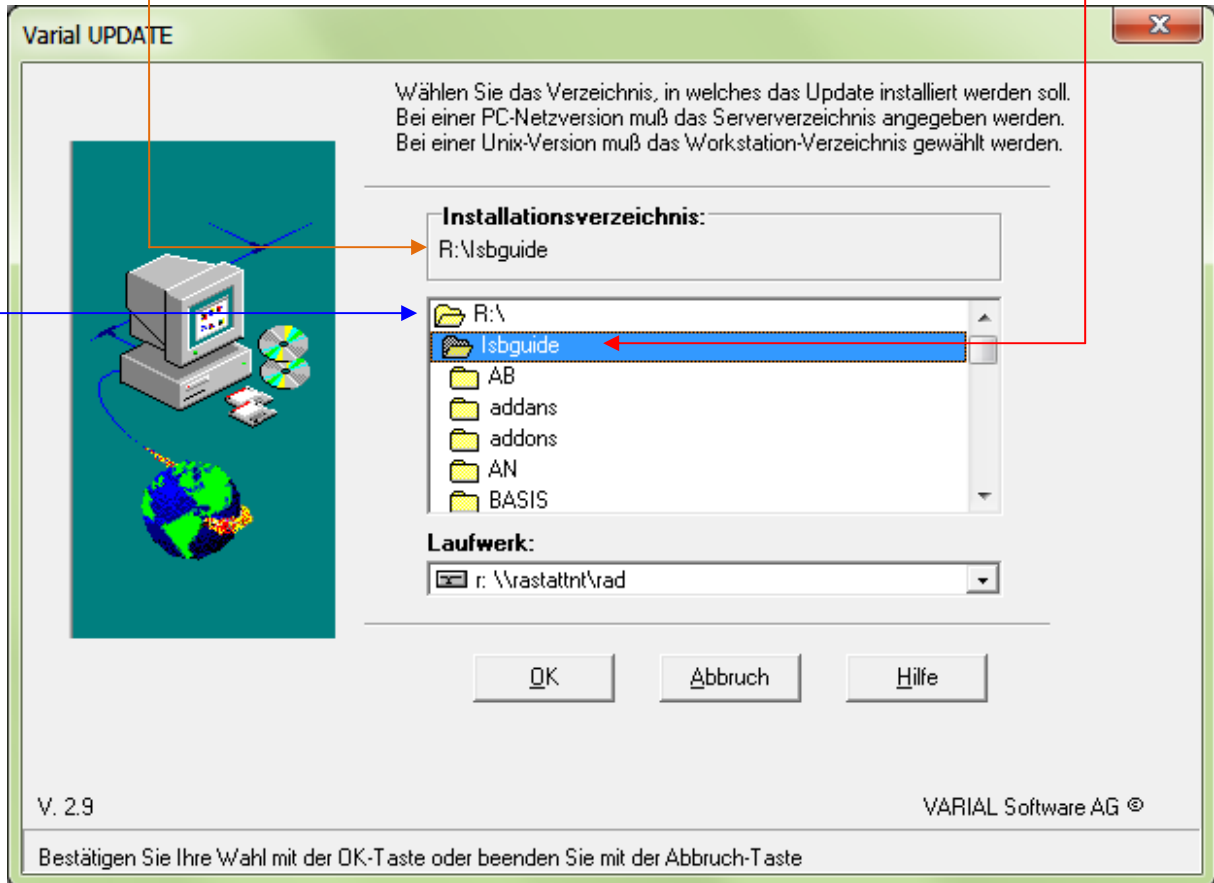 Varial UPDATE
Wählen Sie das Verzeichnis, in welches das Update installiert werden soll.
Bei einer PC-Netzversion muß das Serververzeichnis angegeben werden.
Bei einer Unix-Version muß das Workstation-Verzeichnis gewählt werden.
Installationsverzeichnis:
R:\lsbguide
R:\
lsbguide
AB
addans
addons
AN
BASIS
Laufwerk:
r: \\rastattnt\rad
OK
Abbruch
Hilfe
V. 2.9
VARIAL Software AG ©
Bestätigen Sie Ihre Wahl mit der OK-Taste oder beenden Sie mit der Abbruch-Taste